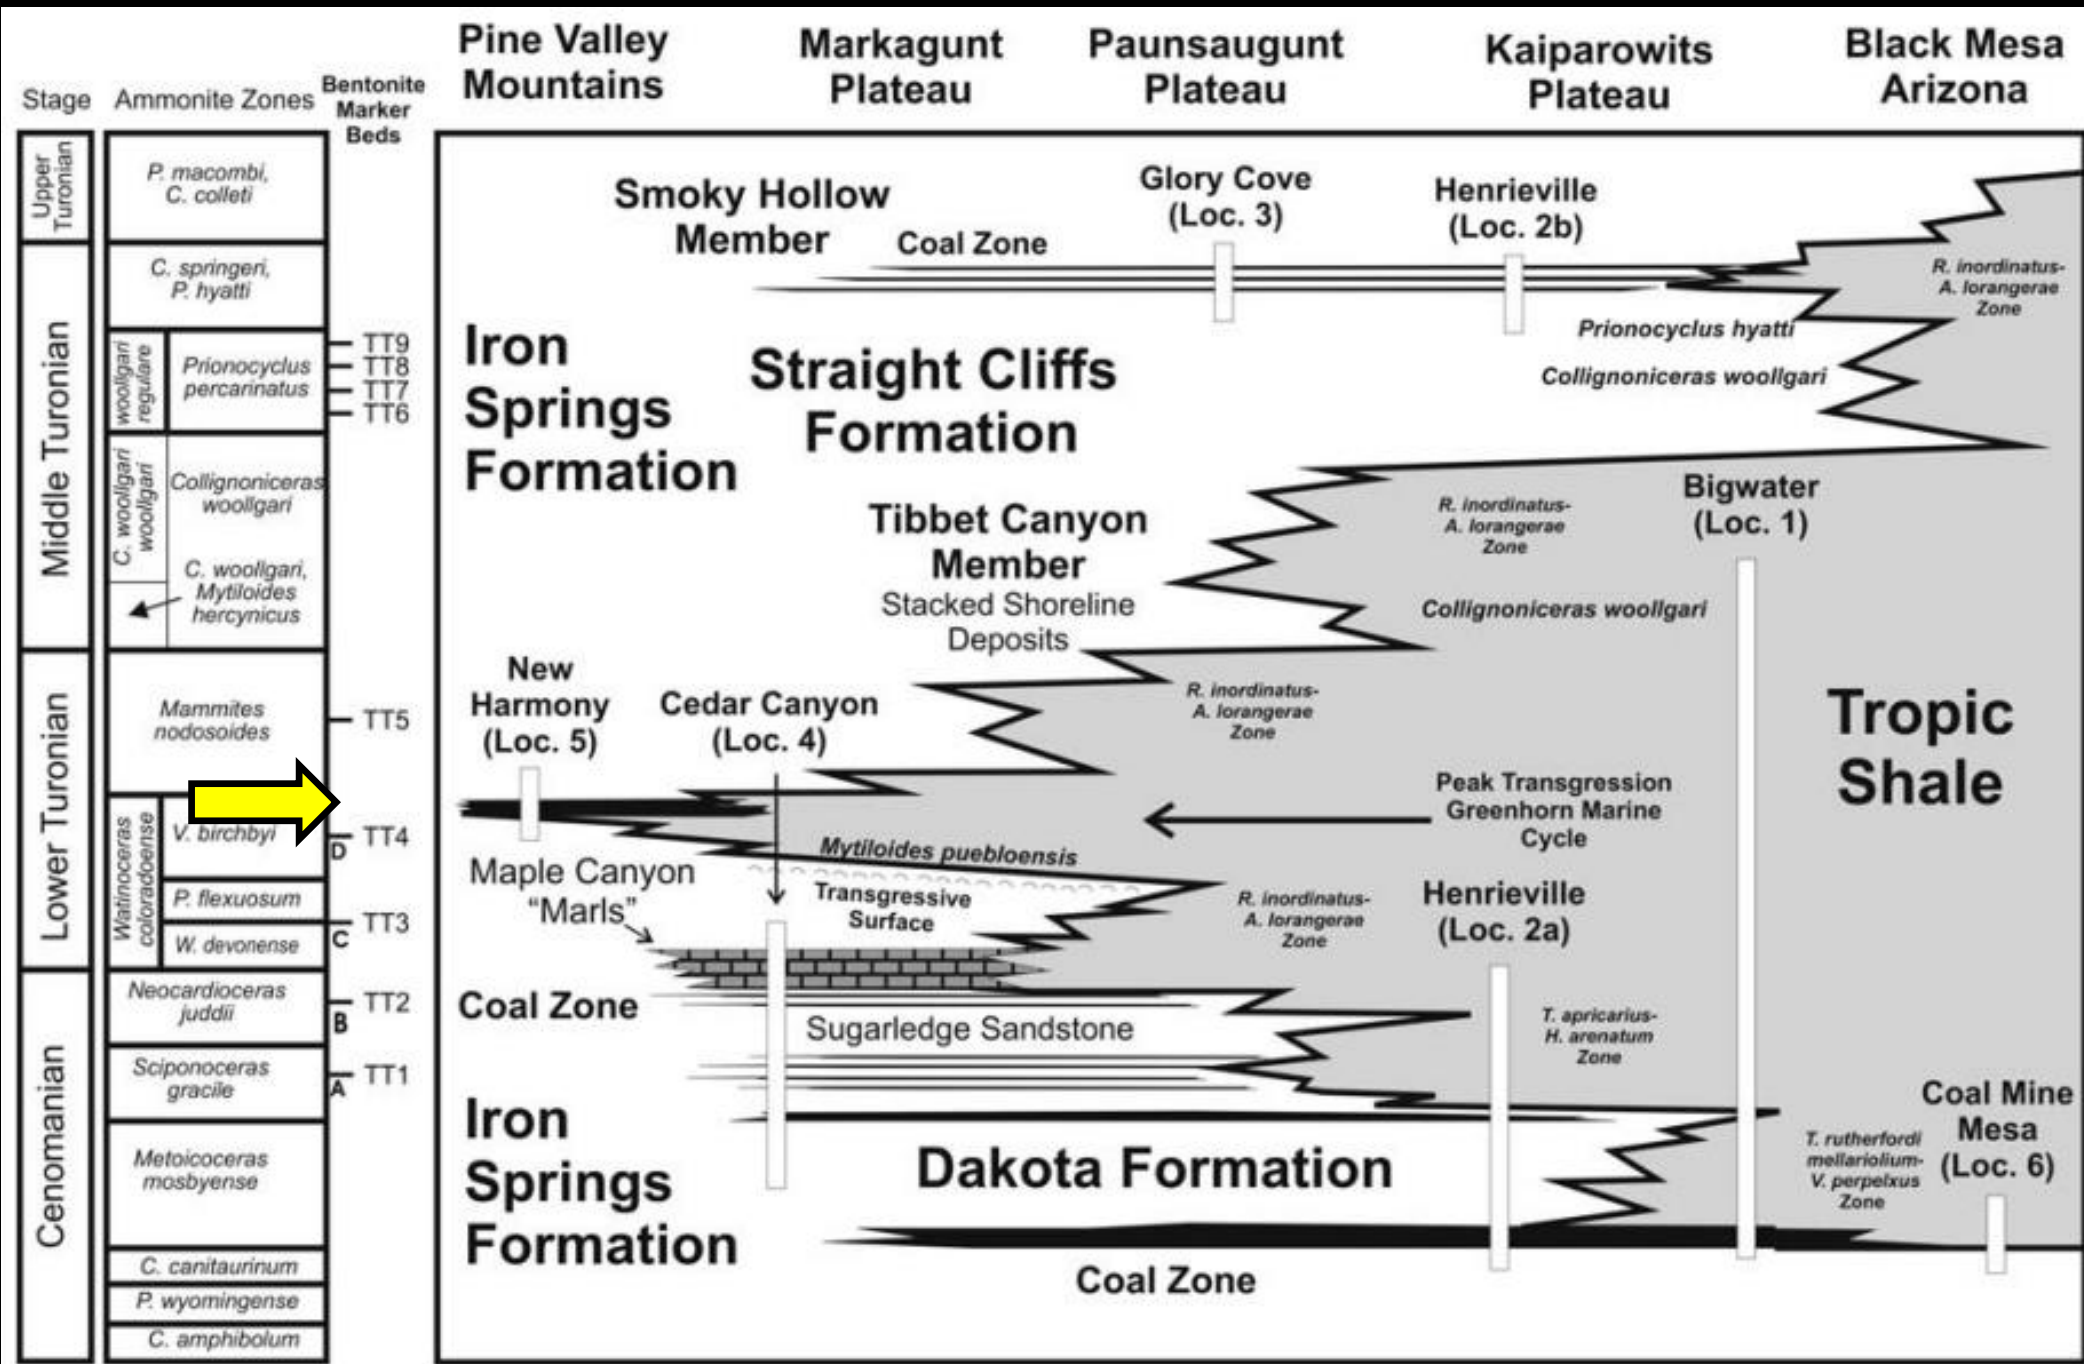 Pine Valley
Mountains
Markagunt
Plateau
Paunsaugunt
Plateau
Kaiparowits
Plateau
Black Mesa
Arizona
Stage
Ammonite Zones
Bentonite
Marker
Beds
Upper
Turonian
Middle Turonian
Lower Turonian
Cenomanian
P. macombi,
C. colleti
C. springeri,
P. hyatti
woollgari
regulare
Prionocyclus
percarinatus
C. woollgari
woollgari
Collignoniceras
woollgari
C. woollgari,
Mytiloides
hercynicus
Mammites
nodosoides
Watinoceras
coloradoense
V. birchbyi
P. flexuosum
W. devonense
Neocardioceras
juddii
Sciponoceras
gracile
Metoicoceras
mosbyense
C. canitaurinum
P. wyomingense
C. amphibolum
TT9
TT8
TT7
TT6
TT5
TT4
D
TT3
C
TT2
B
TT1
A
Smoky Hollow
Member
Coal Zone
Glory Cove
(Loc. 3)
Henrieville
(Loc. 2b)
R. inordinatus-
A. lorangerae
Zone
Prionocyclus hyatti
Collignoniceras woollgari
Iron
Springs
Formation
Straight Cliffs
Formation
Tibbet Canyon
Member
Stacked Shoreline
Deposits
R. inordinatus-
A. lorangerae
Zone
Bigwater
(Loc. 1)
Collignoniceras woollgari
New
Harmony
(Loc. 5)
Cedar Canyon
(Loc. 4)
R. inordinatus-
A. lorangerae
Zone
Tropic
Shale
Peak Transgression
Greenhorn Marine
Cycle
Mytiloides puebloensis
Maple Canyon
“Marls”
Transgressive
Surface
R. inordinatus-
A. lorangerae
Zone
Henrieville
(Loc. 2a)
Coal Zone
Sugarledge Sandstone
T. apricarius-
H. arenatum
Zone
Iron
Springs
Formation
Dakota Formation
T. rutherfordi
mellariolium-
V. perpelxus
Zone
Coal Mine
Mesa
(Loc. 6)
Coal Zone